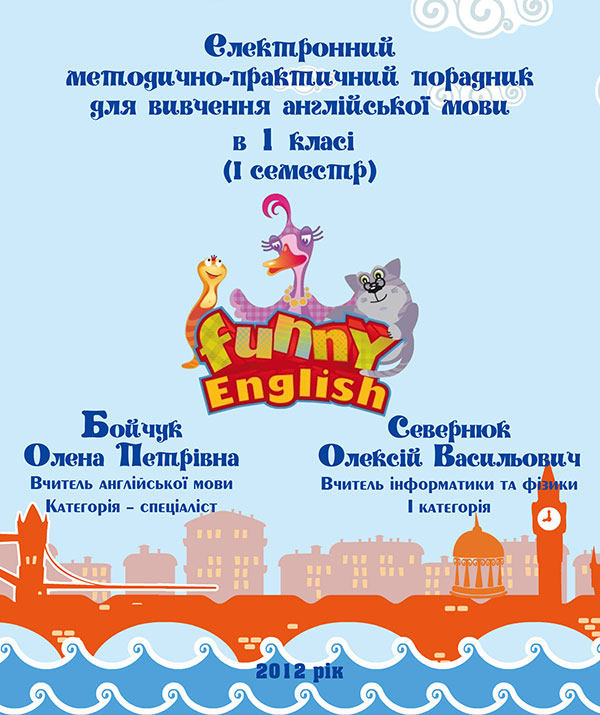 Електронний
методично-практичний порадник
для вивчення англійської мови
в 1 класі
(I семестр)
funny
English
Бойчук
Олена Петрівна
Вчитель англійської мови
Категорія – спеціаліст
Севернюк
Олексій Васильович
Вчитель інформатики та фізики
I категорія
2012 рік